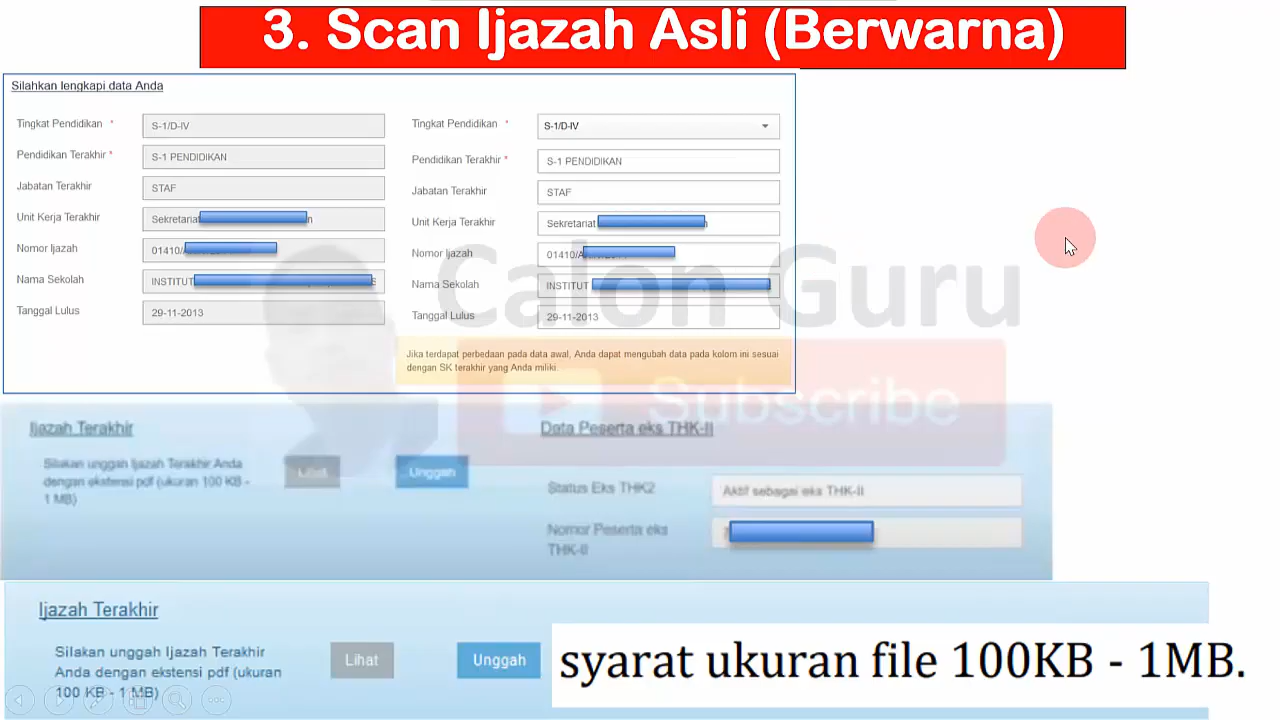 3. Scan Ijazah Asli (Berwarna)
Silahkan lengkapi data Anda
Tingkat Pendidikan * S-1/D-IV
Pendidikan Terakhir * S-1 PENDIDIKAN
Jabatan Terakhir STAF
Unit Kerja Terakhir Sekretariat
Nomor Ijazah 01410/
Nama Sekolah INSTITUT
Tanggal Lulus 29-11-2013
Tingkat Pendidikan * S-1/D-IV
Pendidikan Terakhir * S-1 PENDIDIKAN
Jabatan Terakhir STAF
Unit Kerja Terakhir Sekretariat
Nomor Ijazah 01410/
Nama Sekolah INSTITUT
Tanggal Lulus 29-11-2013
Jika terdapat perbedaan pada data awal, Anda dapat mengubah data pada kolom ini sesuai
dengan SK terakhir yang Anda miliki.
Calon Guru
Subscribe
Ijazah Terakhir
Silakan unggah Ijazah Terakhir Anda
dengan ekstensi pdf (ukuran 100 KB -
1 MB)
Lihat Unggah
Data Peserta eks THK-II
Status Eks THK2 Aktif sebagai eks THK-II
Nomor Peserta eks
THK-II
Ijazah Terakhir
Silakan unggah Ijazah Terakhir
Anda dengan ekstensi pdf (ukuran
100 KB - 1 MB)
Lihat Unggah
syarat ukuran file 100KB - 1MB.